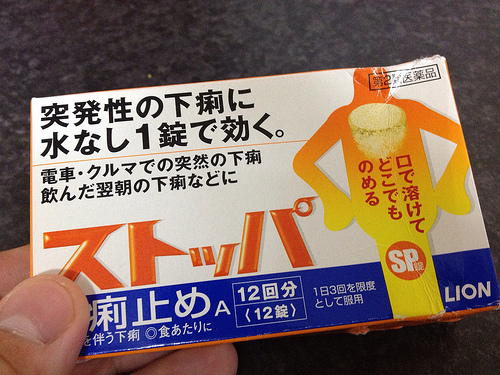 第2類医薬品
突発性の下痢に
水なし1錠で効く。
電車・クルマでの突然の下痢
飲んだ翌朝の下痢などに
口で溶けて
どこでも
のめる
ストッパ
SP錠
痢止めA
12回分
〈12錠〉
1日3回を限度
として服用
を伴う下痢 ◎食あたりに
LION